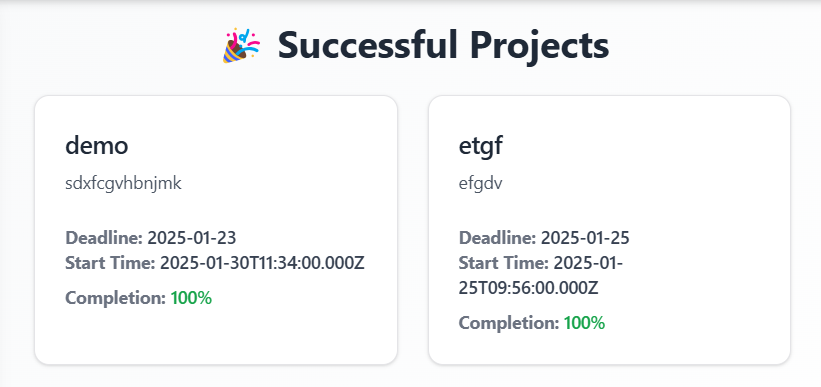 🎉 Successful Projects
demo
sdxfcgvhbnjmk
Deadline: 2025-01-23
Start Time: 2025-01-30T11:34:00.000Z
Completion: 100%
etgf
efgdv
Deadline: 2025-01-25
Start Time: 2025-01-
25T09:56:00.000Z
Completion: 100%